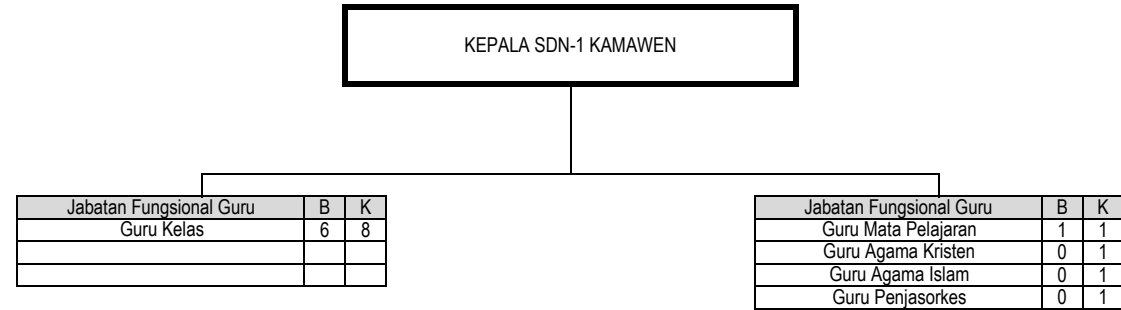 KEPALA SDN-1 KAMAWEN
Jabatan Fungsional Guru B K
Guru Kelas 6 8
Jabatan Fungsional Guru B K
Guru Mata Pelajaran 1 1
Guru Agama Kristen 0 1
Guru Agama Islam 0 1
Guru Penjasorkes 0 1